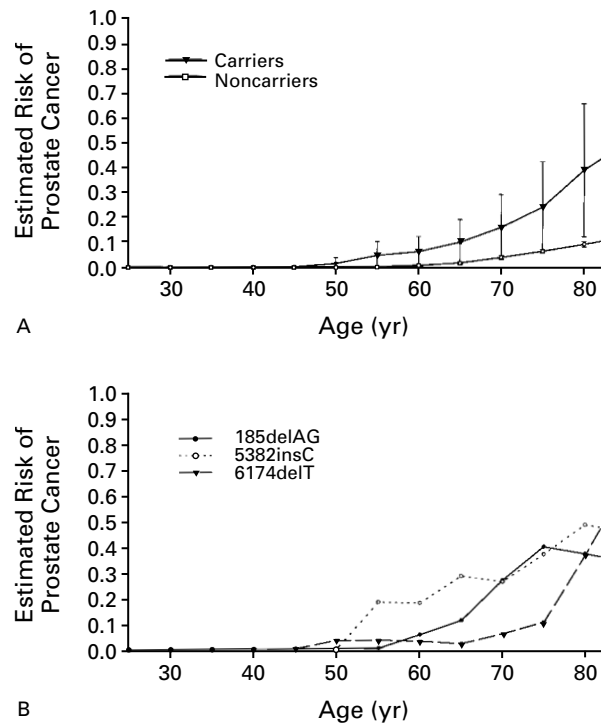 1.0
0.9
0.8
0.7
0.6
0.5
0.4
0.3
0.2
0.1
0.0
Estimated Risk of
Prostate Cancer
Carriers
Noncarriers
30 40 50 60 70 80
A
Age (yr)
1.0
0.9
0.8
0.7
0.6
0.5
0.4
0.3
0.2
0.1
0.0
Estimated Risk of
Prostate Cancer
185delAG
5382insC
6174delT
30 40 50 60 70 80
B
Age (yr)